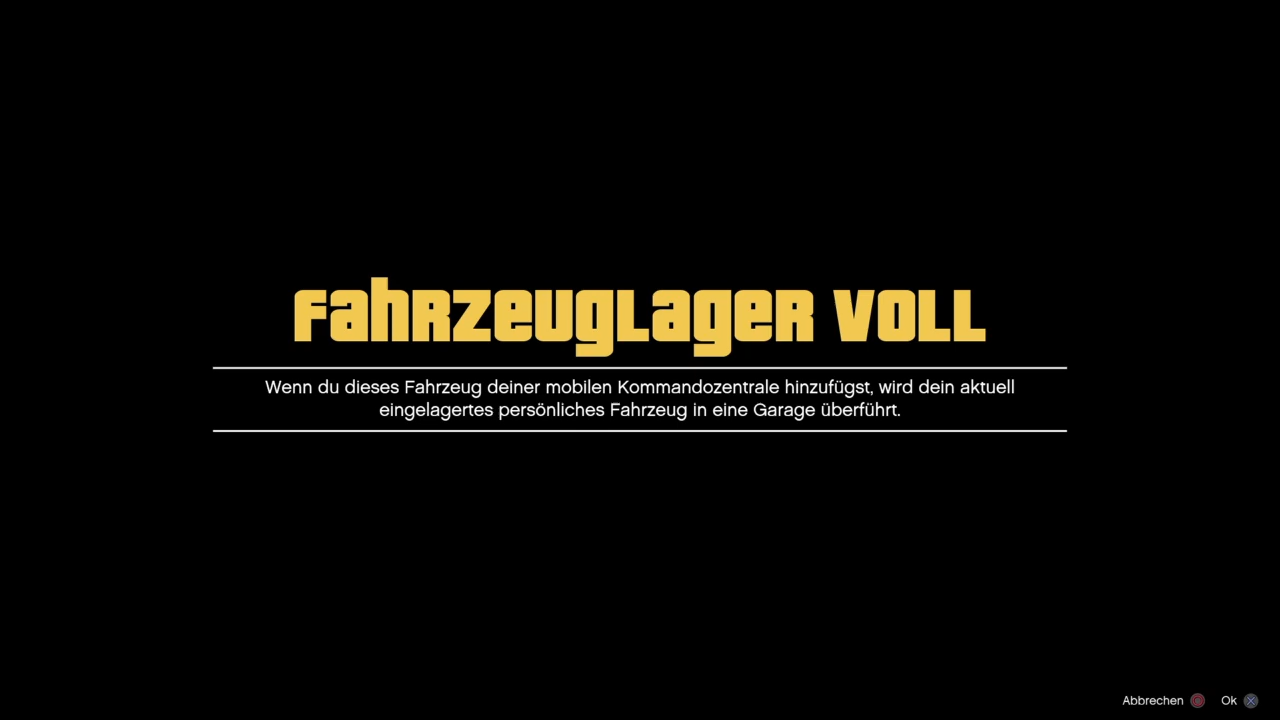 Fahrzeuglager voll
Wenn du dieses Fahrzeug deiner mobilen Kommandozentrale hinzufügst, wird dein aktuell
eingelagertes persönliches Fahrzeug in eine Garage überführt.
Abbrechen Ok